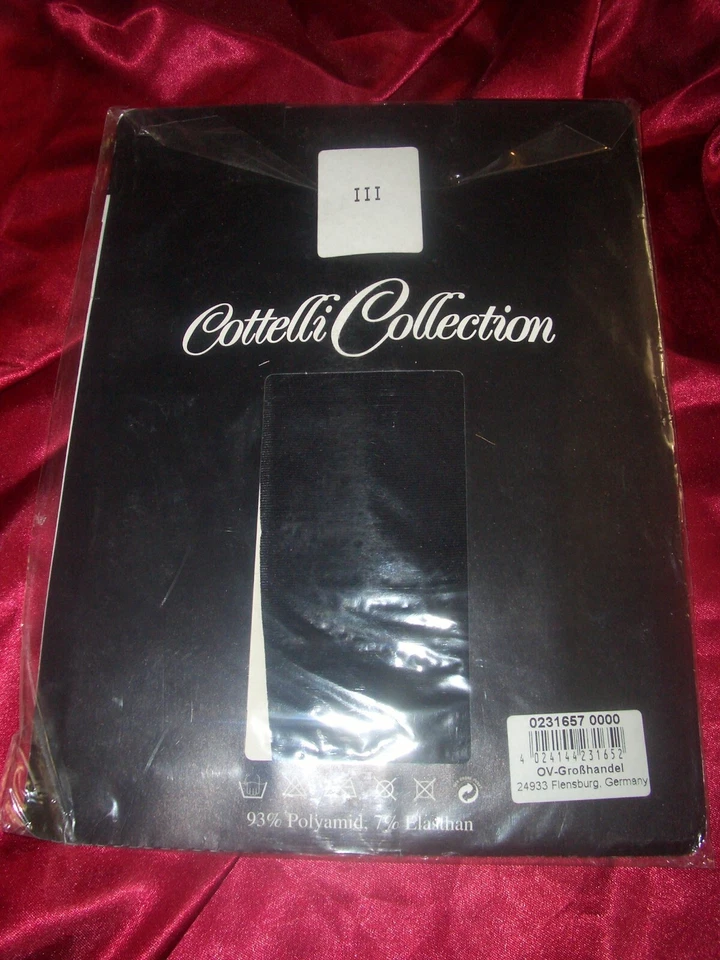 III
Cottelli Collection
0231657 0000
4 024144 231652
OV-Großhandel
24933 Flensburg, Germany
93% Polyamid, 7% Elasthan